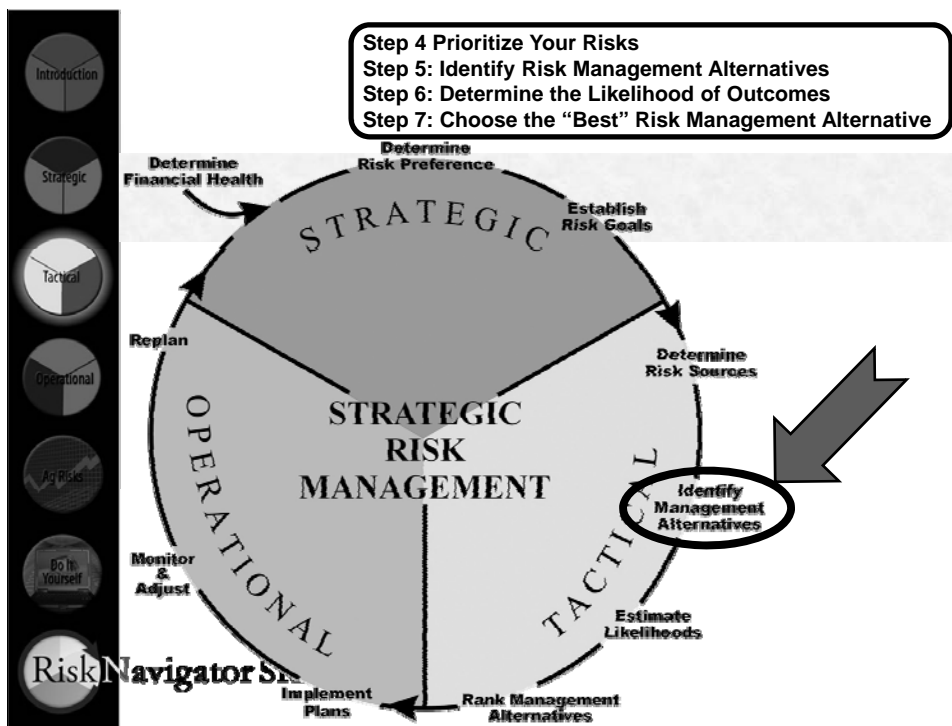 Step 4 Prioritize Your Risks
Step 5: Identify Risk Management Alternatives
Step 6: Determine the Likelihood of Outcomes
Step 7: Choose the “Best” Risk Management Alternative
Introduction
Strategic
Tactical
Operational
Ag Risks
Do It
Yourself
Risk Navigator SR
Determine
Financial Health
Determine
Risk Preference
Establish
Risk Goals
STRATEGIC
Determine
Risk Sources
Identify
Management
Alternatives
TACTICAL
Estimate
Likelihoods
Rank Management
Alternatives
Implement
Plans
Monitor
&
Adjust
OPERATIONAL
Replan
STRATEGIC
RISK
MANAGEMENT